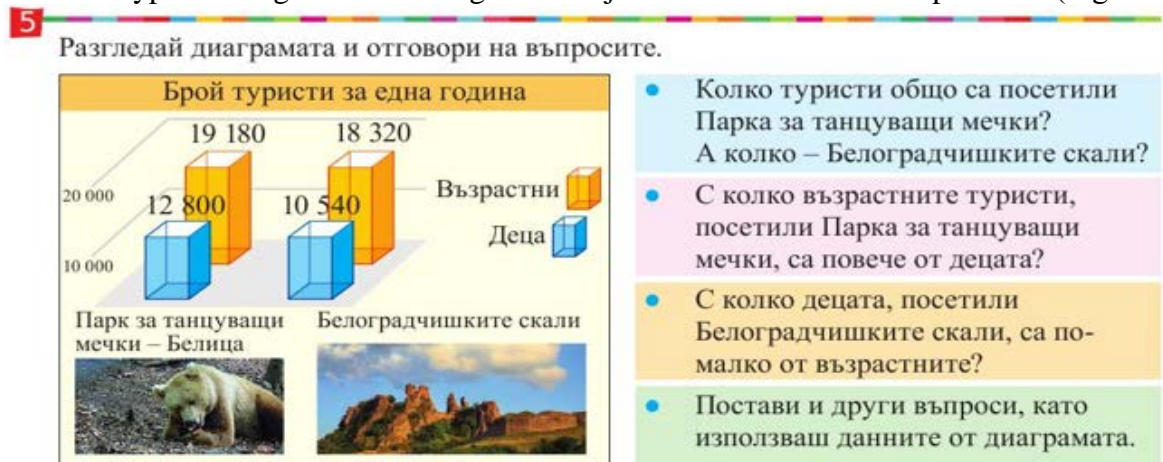 5
Разгледай диаграмата и отговори на въпросите.
Брой туристи за една година
19 180
18 320
20 000
12 800
10 540
10 000
Възрастни
Деца
Парк за танцуващи
мечки – Белица
Белоградчишките скали
• Колко туристи общо са посетили
Парка за танцуващи мечки?
А колко – Белоградчишките скали?
• С колко възрастните туристи,
посетили Парка за танцуващи
мечки, са повече от децата?
• С колко децата, посетили
Белоградчишките скали, са по-
малко от възрастните?
• Постави и други въпроси, като
използваш данните от диаграмата.